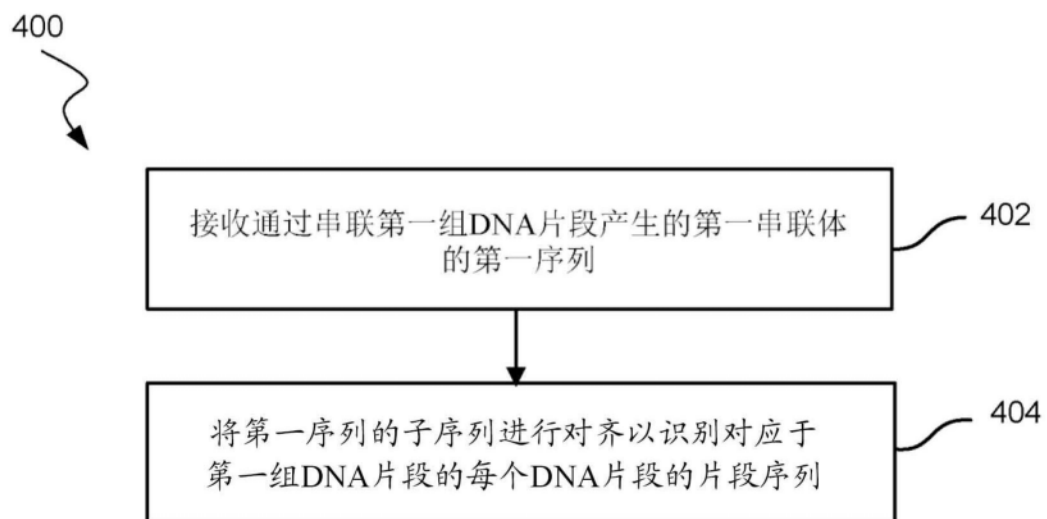 400
接收通过串联第一组DNA片段产生的第一串联体
的第一序列
402
将第一序列的子序列进行对齐以识别对应于
第一组DNA片段的每个DNA片段的片段序列
404